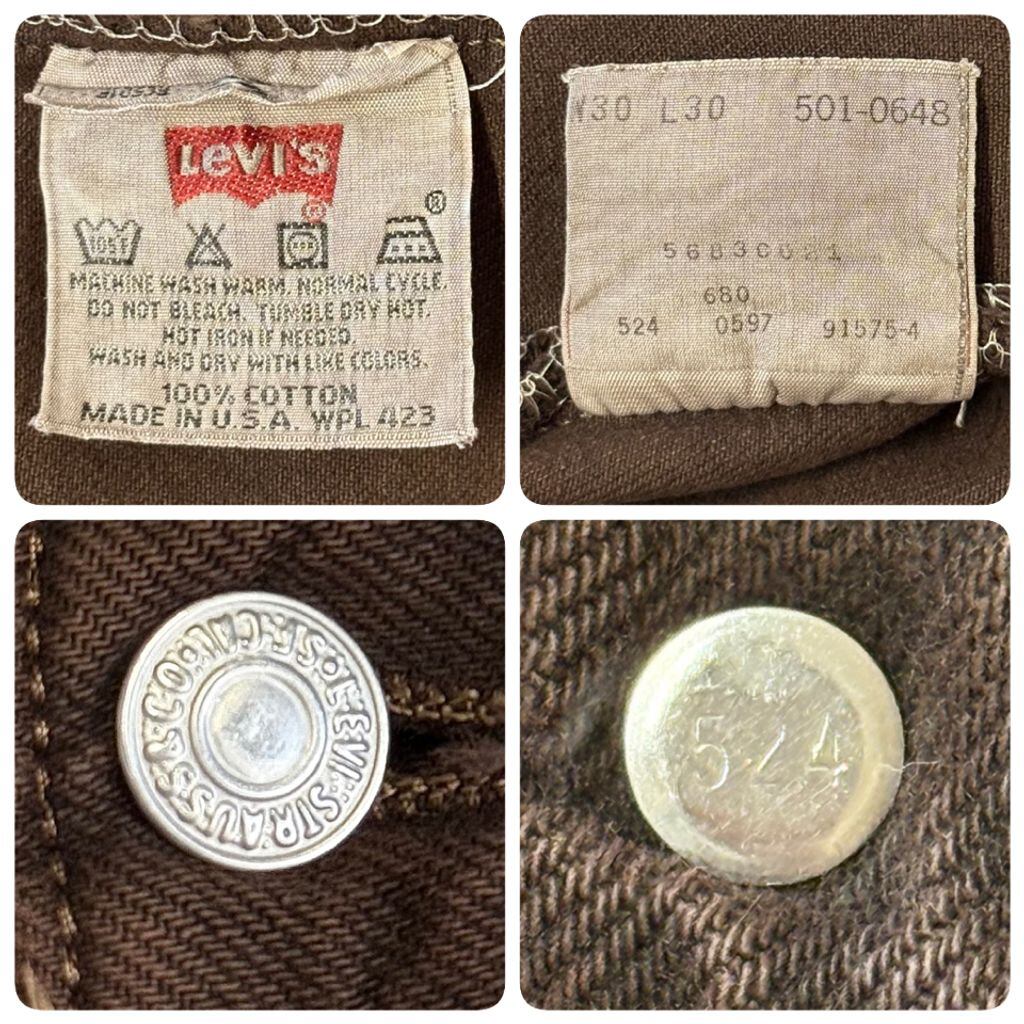 LEVI'S
®
105F
®
MACHINE WASH WARM. NORMAL CYCLE.
DO NOT BLEACH. TUMBLE DRY HOT.
HOT IRON IF NEEDED.
WASH AND DRY WITH LIKE COLORS.
100% COTTON
MADE IN U.S.A. WPL 423
W30 L30 501-0648
680
524 0597 91575-4
LEVI STRAUSS & CO. S.F. CAL.
524